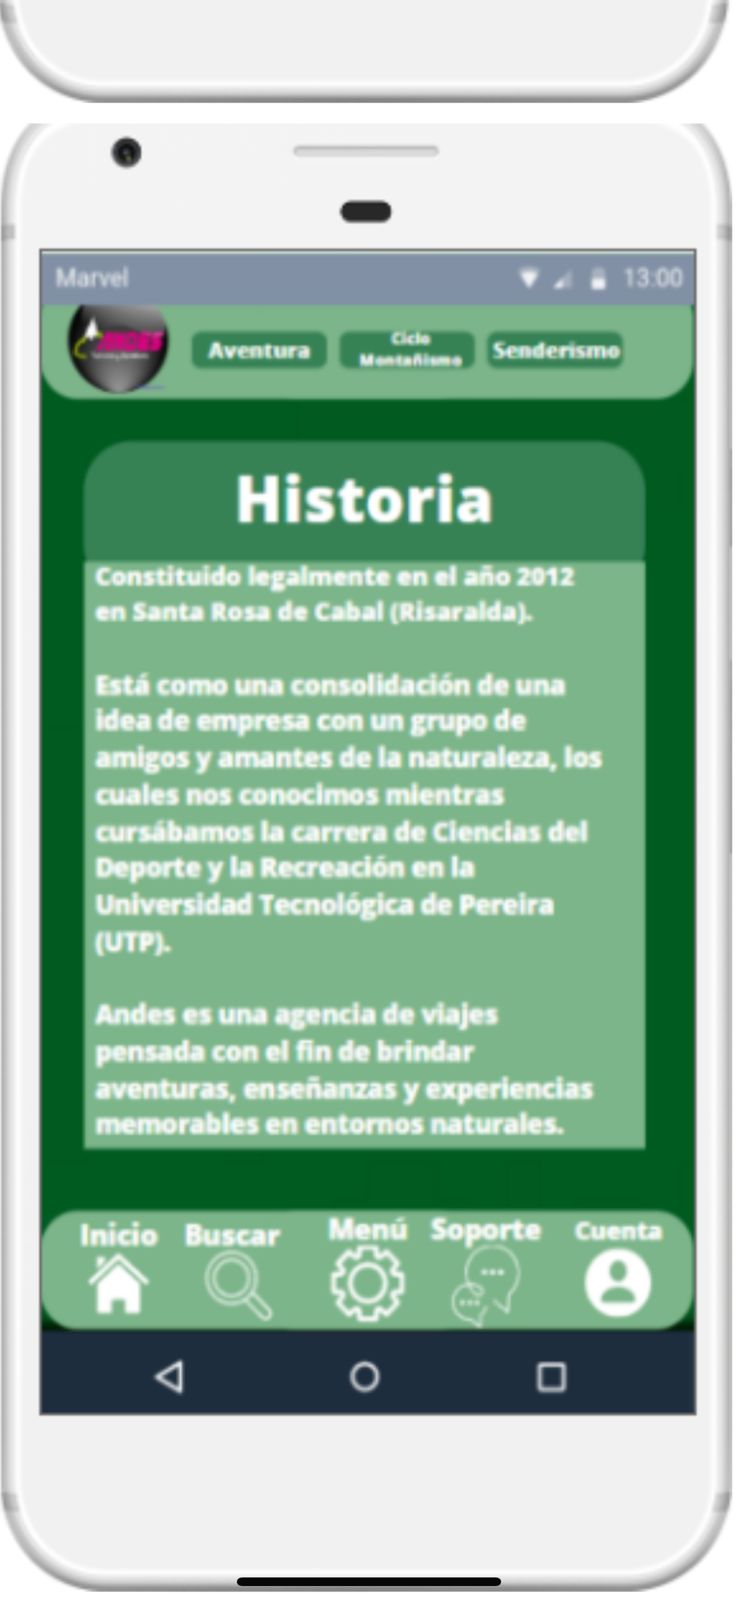 Marvel 13:00
ANDES
Aventura
Ciclo
Montañismo
Senderismo
Historia
Constituido legalmente en el año 2012
en Santa Rosa de Cabal (Risaralda).
Está como una consolidación de una
idea de empresa con un grupo de
amigos y amantes de la naturaleza, los
cuales nos conocimos mientras
cursábamos la carrera de Ciencias del
Deporte y la Recreación en la
Universidad Tecnológica de Pereira
(UTP).
Andes es una agencia de viajes
pensada con el fin de brindar
aventuras, enseñanzas y experiencias
memorables en entornos naturales.
Inicio Buscar Menú Soporte Cuenta